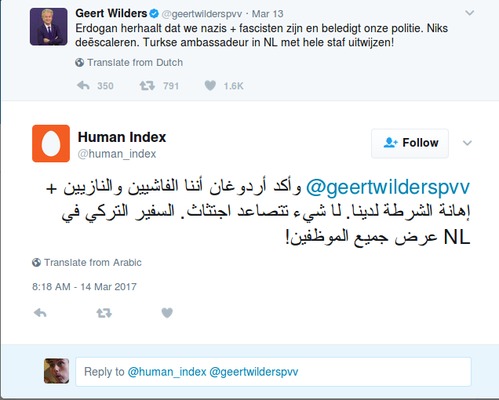 Geert Wilders @geertwilderspvv · Mar 13
Erdogan herhaalt dat we nazis + fascisten zijn en beledigt onze politie. Niks
deëscaleren. Turkse ambassadeur in NL met hele staf uitwijzen!
Translate from Dutch
350 791 1.6K
Human Index
@human_index
Follow
@geertwilderspvv وأكد أردوغان أننا الفاشيين والنازيين +
إهانة الشرطة لدينا. لا شيء تتصاعد اجتثاث. السفير التركي في
NL عرض جميع الموظفين!
Translate from Arabic
8:18 AM - 14 Mar 2017
Reply to @human_index @geertwilderspvv